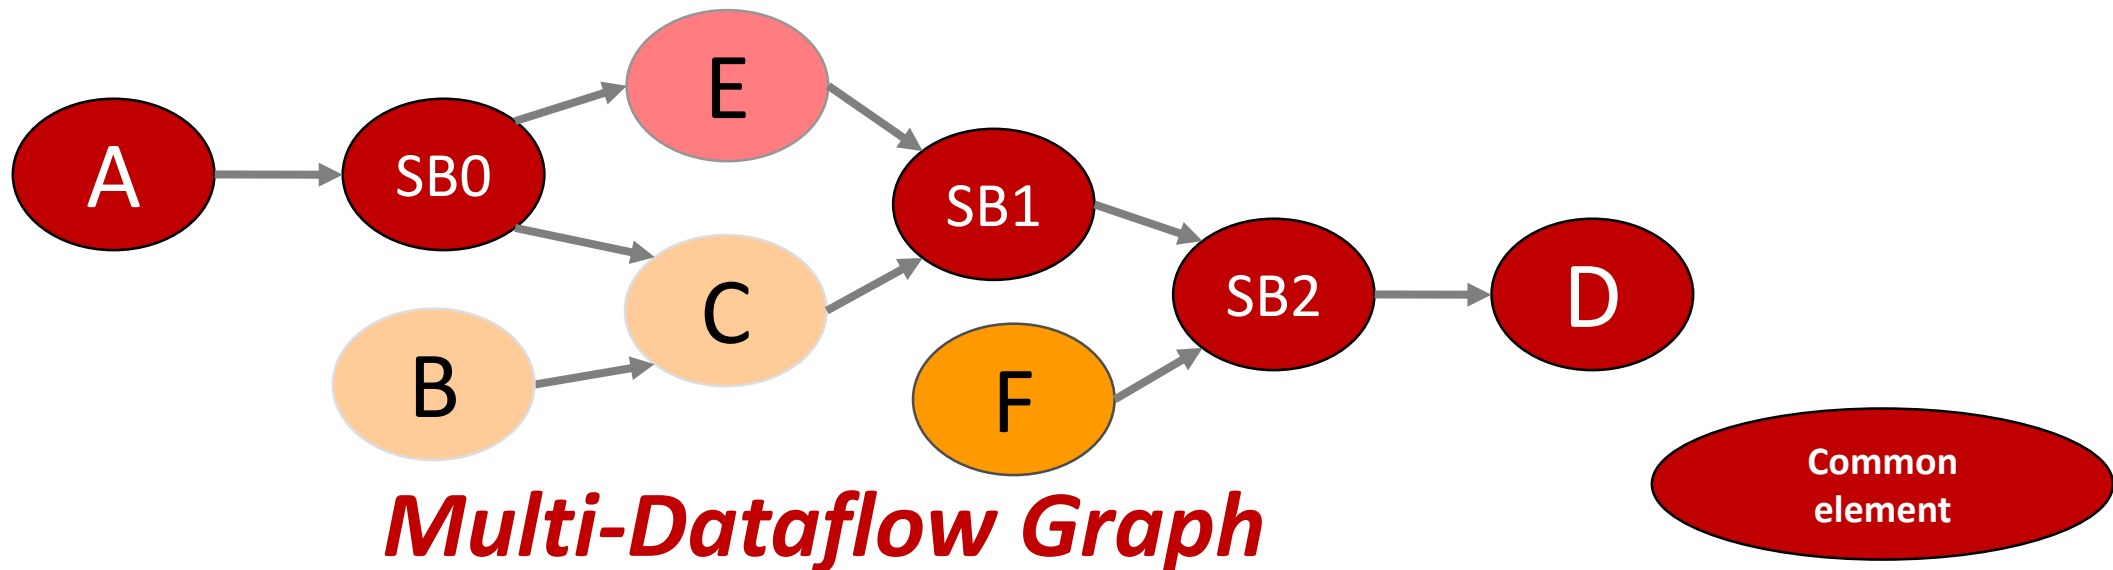 E
A
SB0
SB1
C
SB2
D
B
F
Common
element
Multi-Dataflow Graph